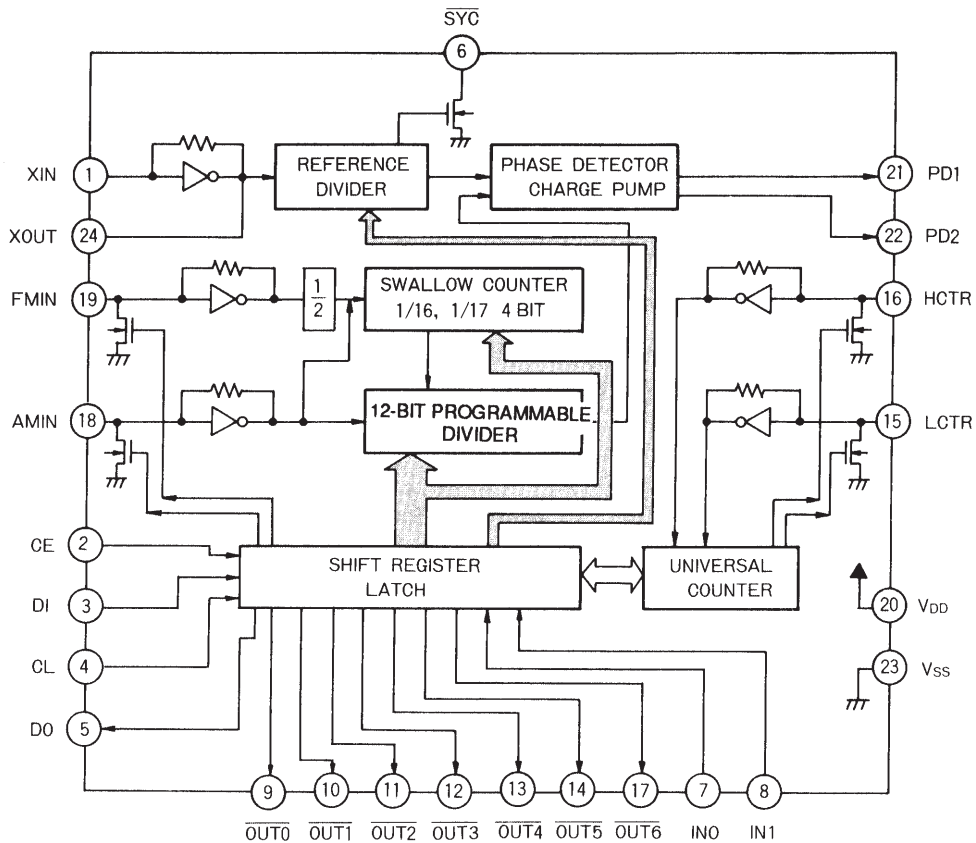 SYC
6
XIN
1
REFERENCE
DIVIDER
PHASE DETECTOR
CHARGE PUMP
21
PD1
XOUT
24
22
PD2
FMIN
19
1
2
SWALLOW COUNTER
1/16, 1/17 4 BIT
16
HCTR
AMIN
18
12-BIT PROGRAMMABLE
DIVIDER
15
LCTR
CE
2
SHIFT REGISTER
LATCH
UNIVERSAL
COUNTER
DI
3
20
VDD
CL
4
23
VSS
DO
5
9
10
11
12
13
14
17
7
8
OUT0
OUT1
OUT2
OUT3
OUT4
OUT5
OUT6
IN0
IN1